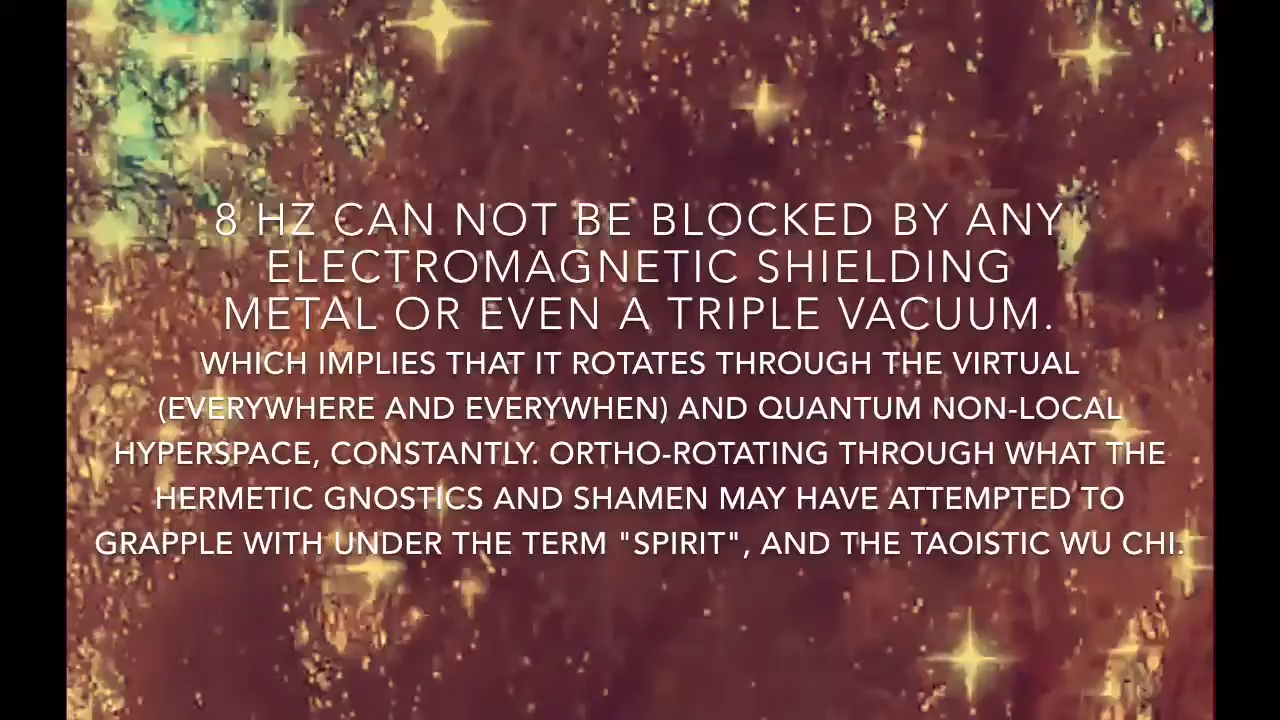 8 HZ CAN NOT BE BLOCKED BY ANY
ELECTROMAGNETIC SHIELDING
METAL OR EVEN A TRIPLE VACUUM.
WHICH IMPLIES THAT IT ROTATES THROUGH THE VIRTUAL
(EVERYWHERE AND EVERYWHEN) AND QUANTUM NON-LOCAL
HYPERSPACE, CONSTANTLY. ORTHO-ROTATING THROUGH WHAT THE
HERMETIC GNOSTICS AND SHAMEN MAY HAVE ATTEMPTED TO
GRAPPLE WITH UNDER THE TERM "SPIRIT", AND THE TAOISTIC WU CHI.